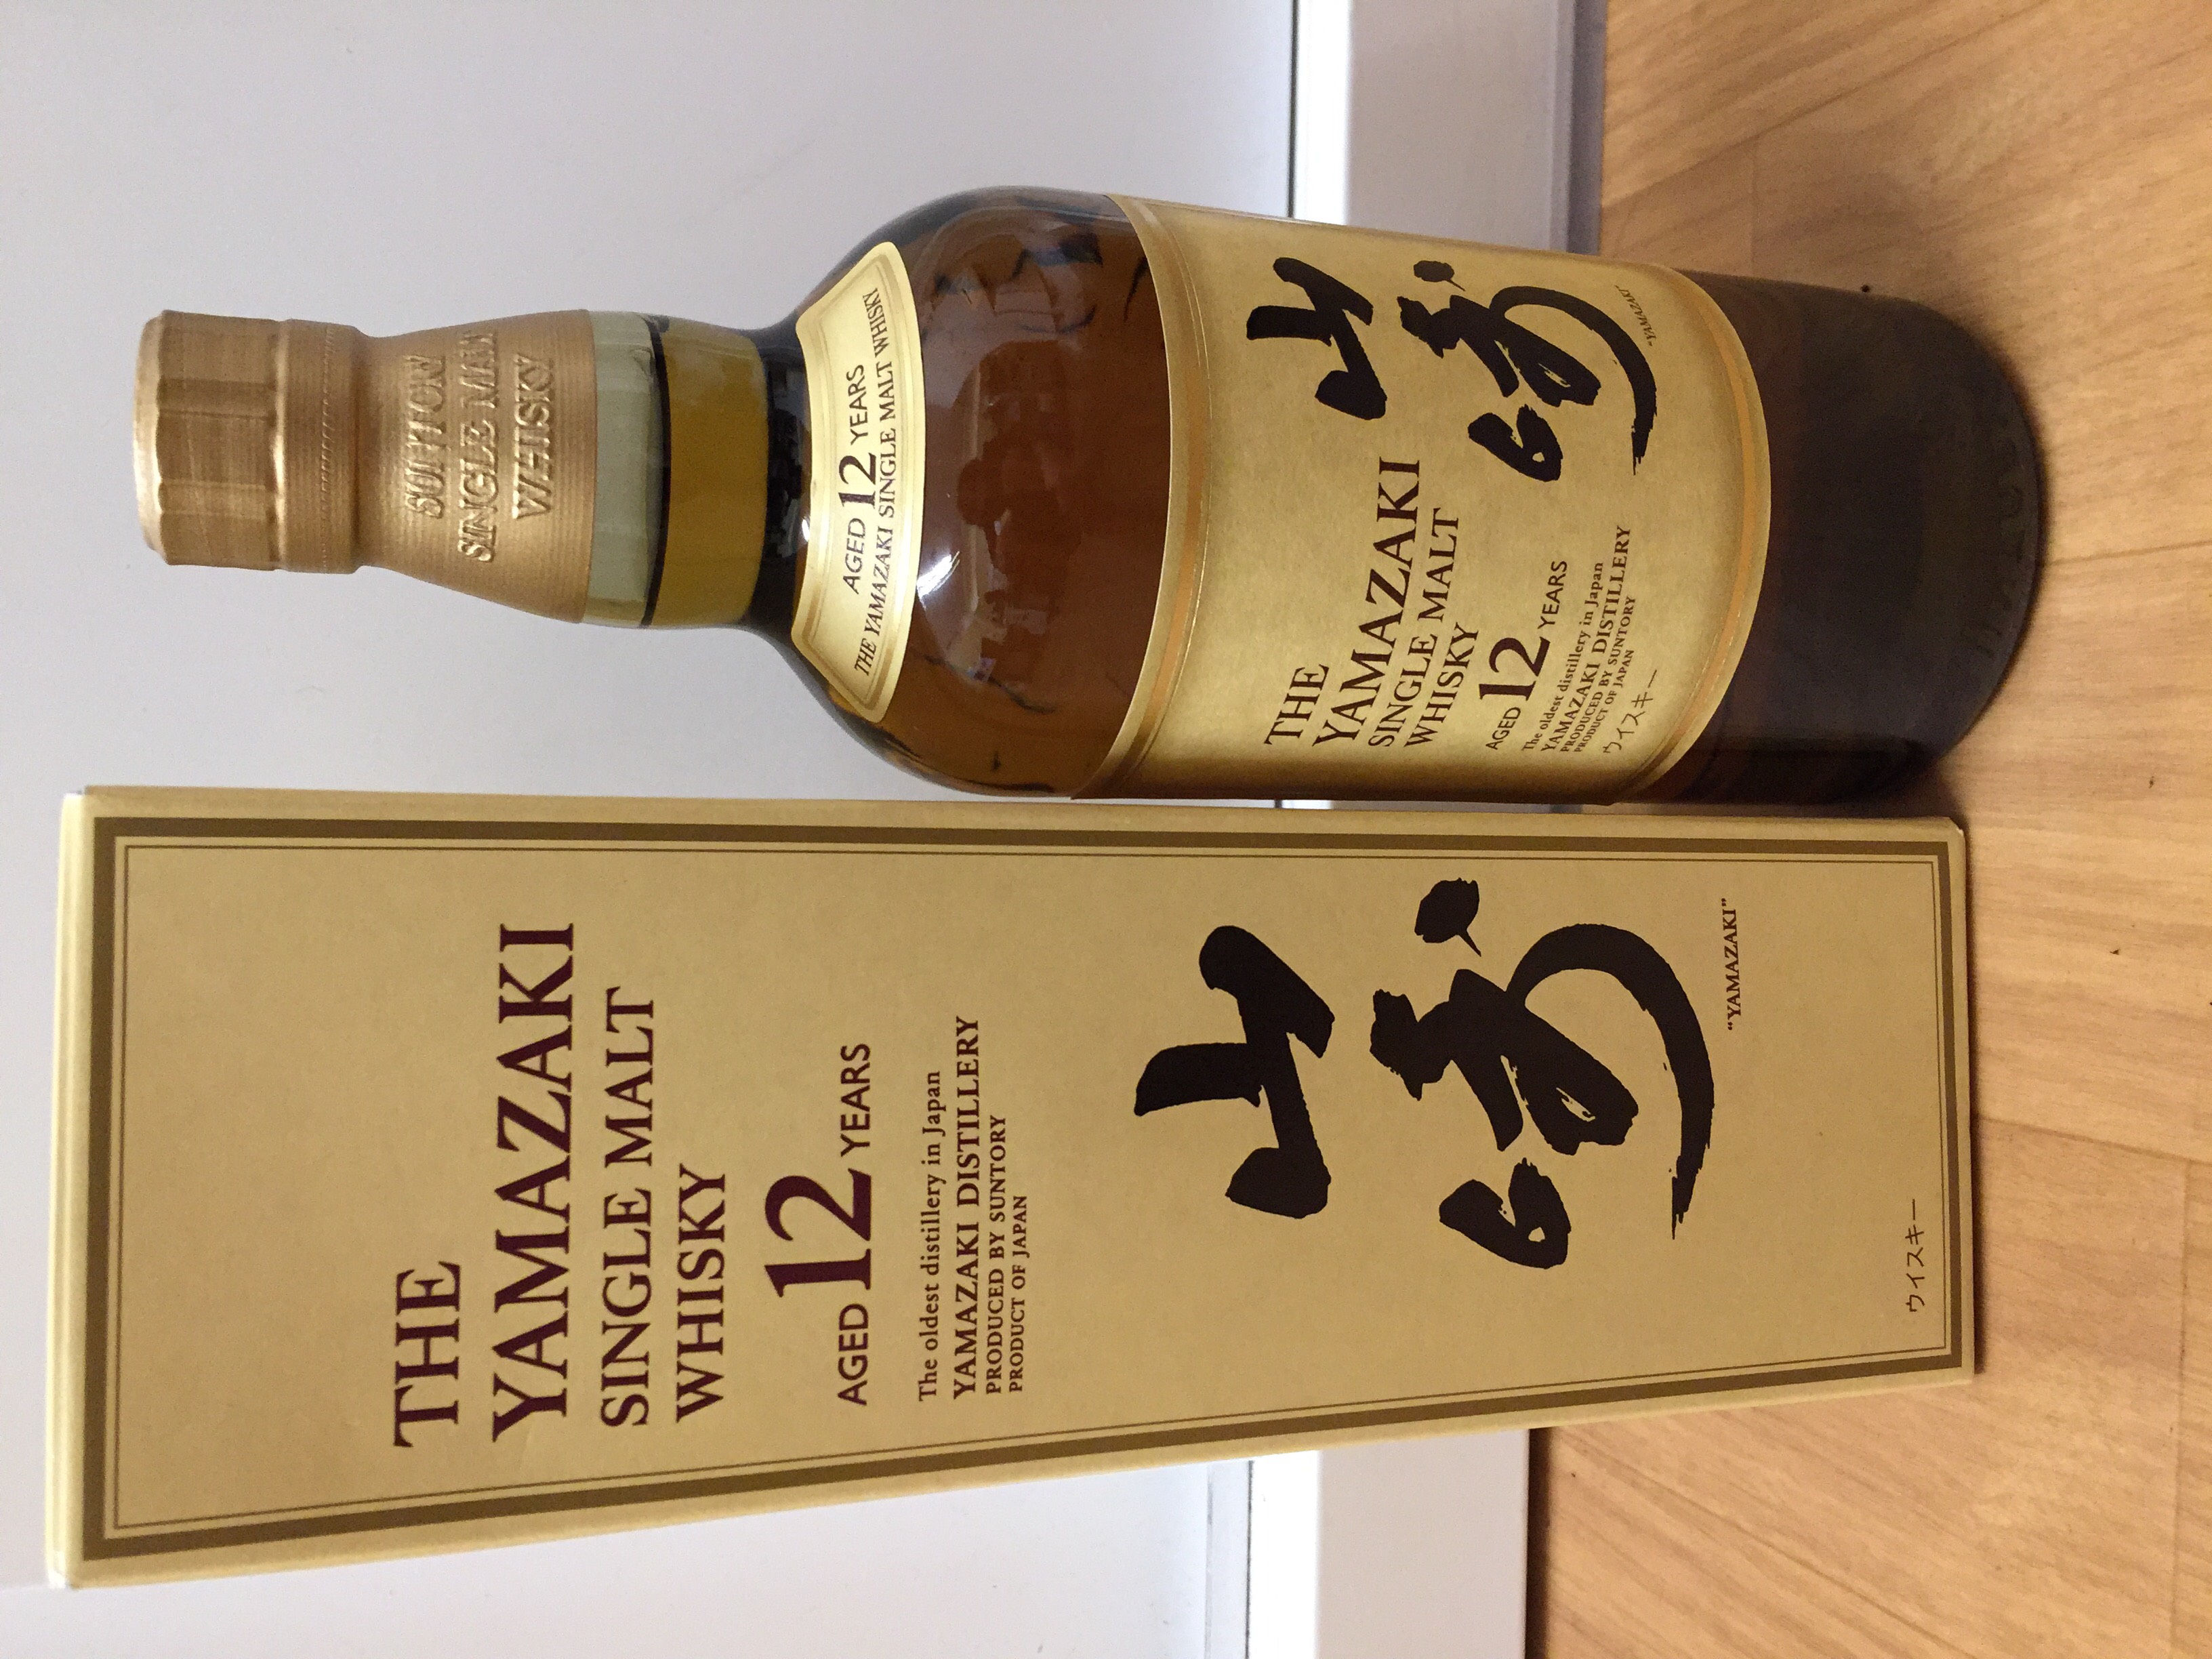 THE
YAMAZAKI
SINGLE MALT
WHISKY
AGED 12 YEARS
The oldest distillery in Japan
YAMAZAKI DISTILLERY
PRODUCED BY SUNTORY
PRODUCT OF JAPAN
山崎
“YAMAZAKI”
ウイスキー
SUNTORY
SINGLE MALT
WHISKY
AGED 12 YEARS
THE YAMAZAKI SINGLE MALT WHISKY
THE
YAMAZAKI
SINGLE MALT
WHISKY
AGED 12 YEARS
The oldest distillery in Japan
YAMAZAKI DISTILLERY
PRODUCED BY SUNTORY
PRODUCT OF JAPAN
ウイスキー
山崎
“YAMAZAKI”